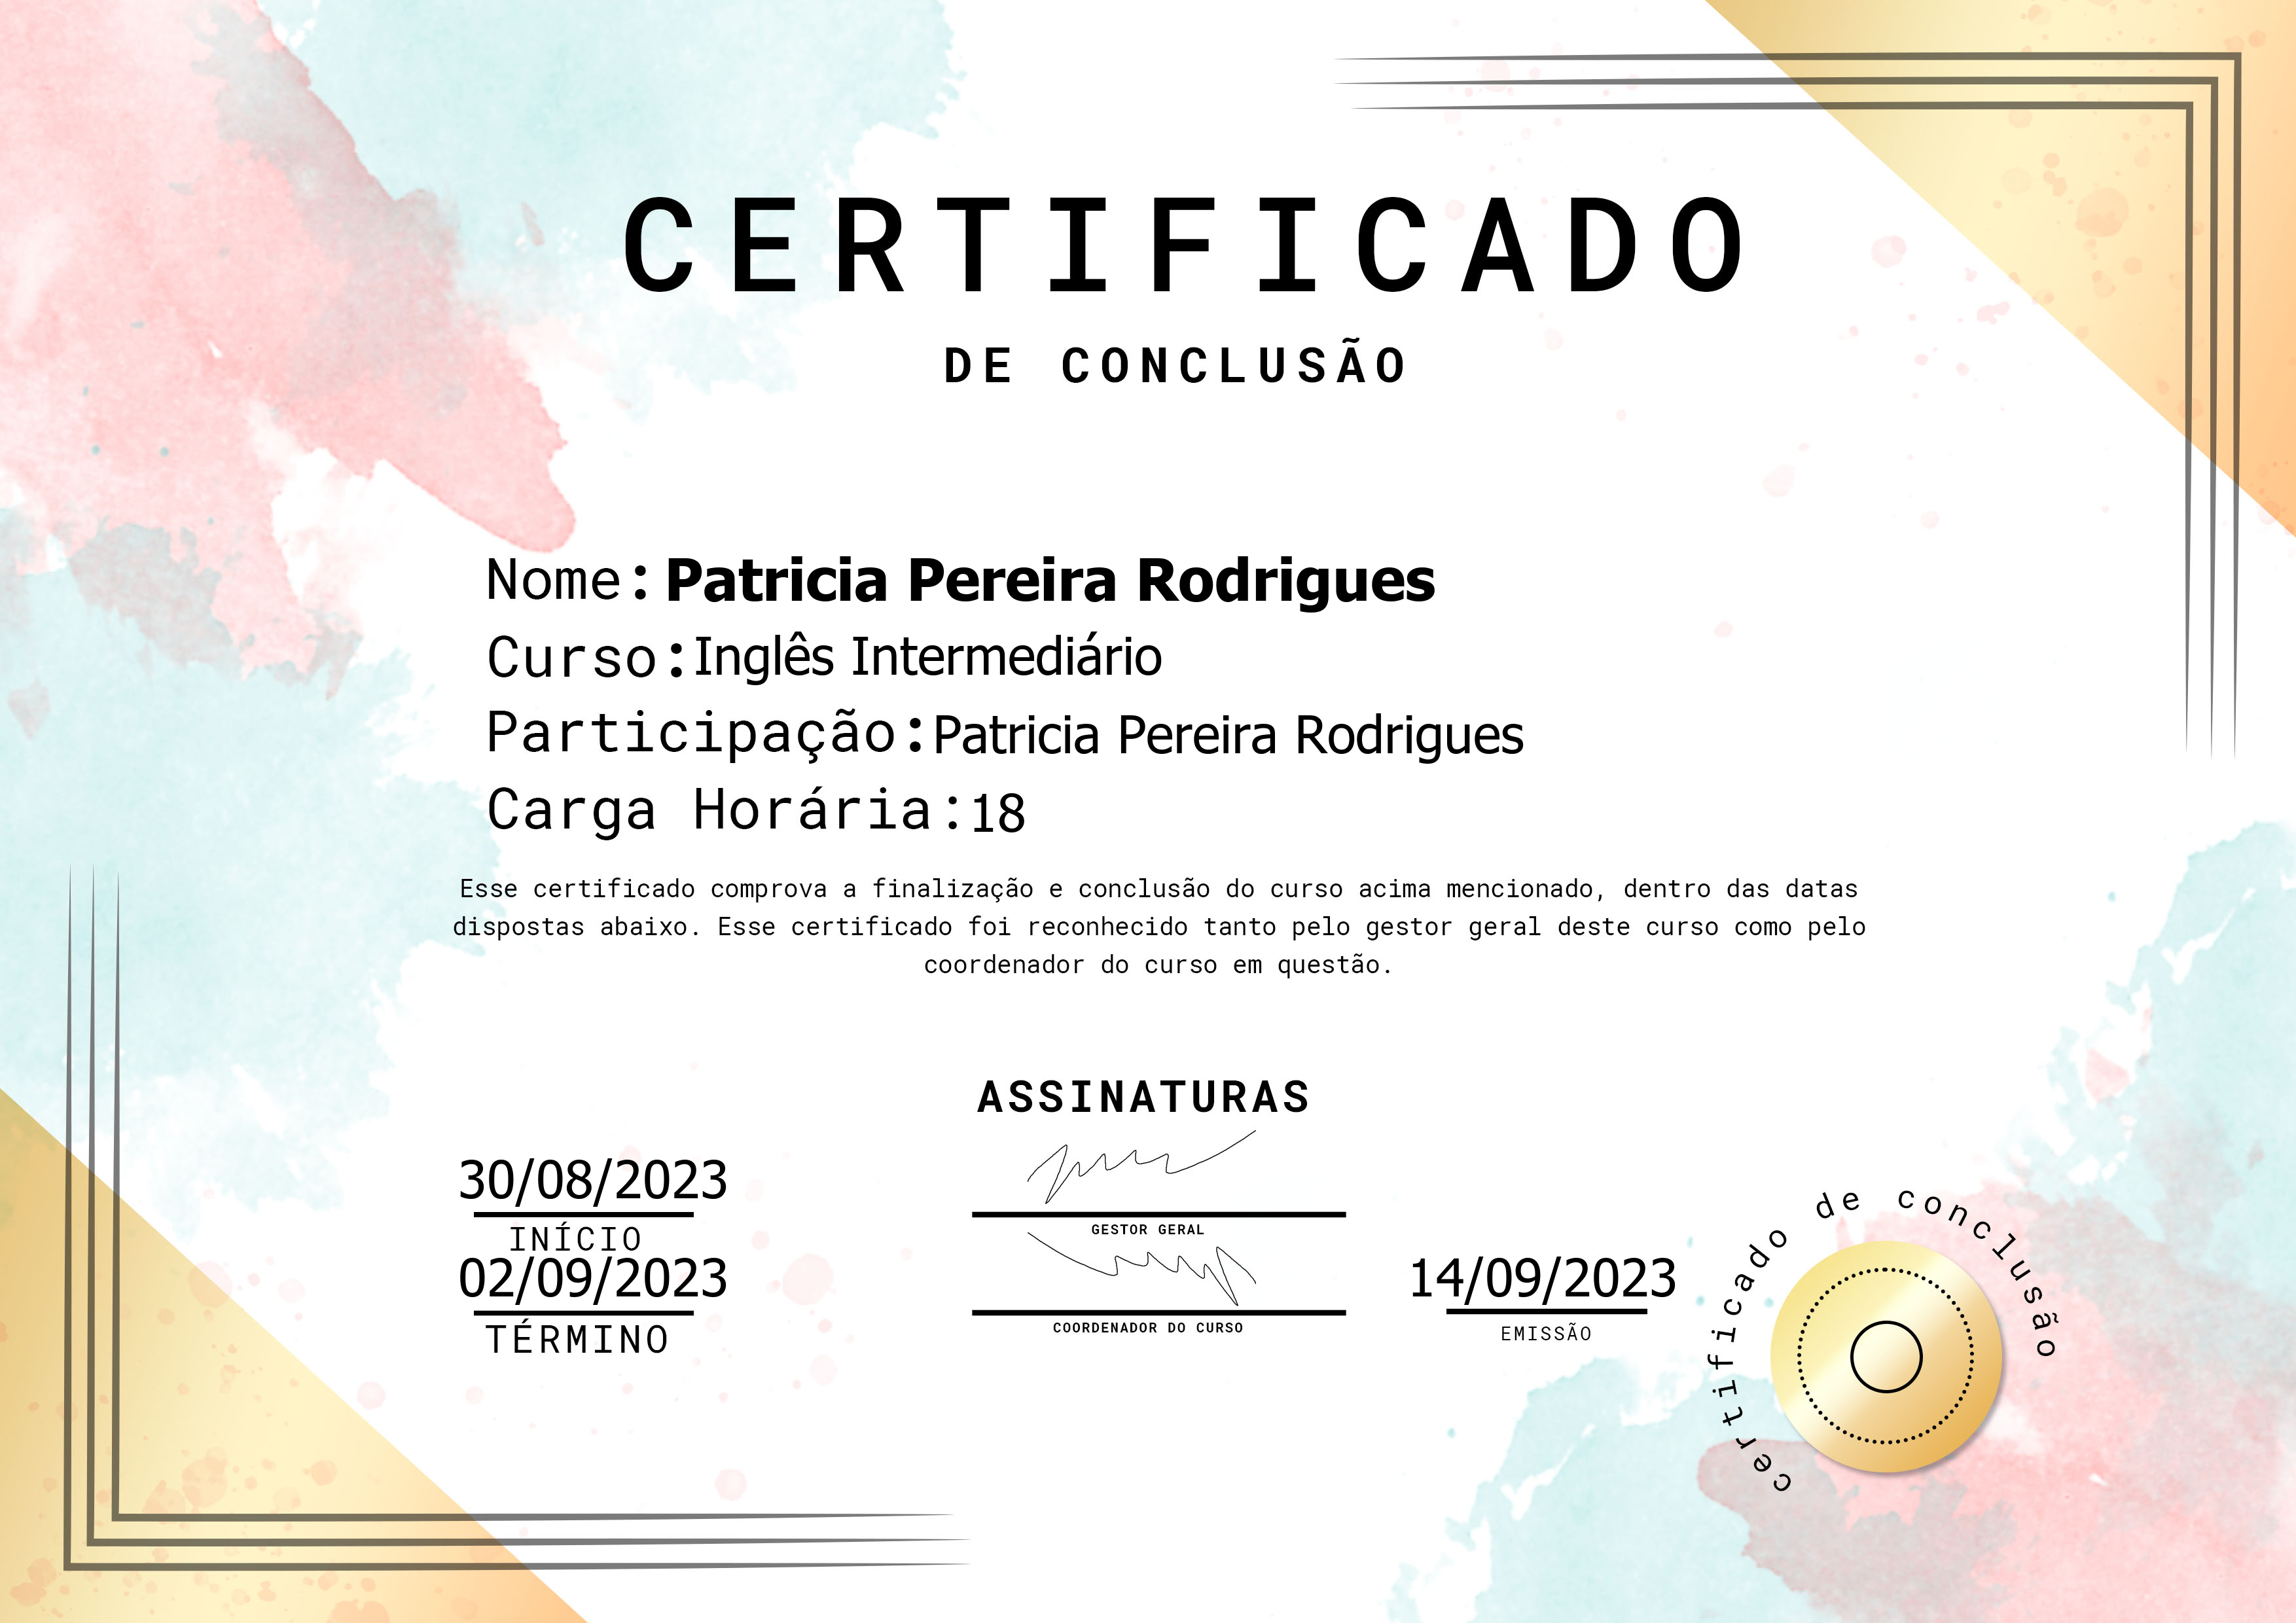 CERTIFICADO
DE CONCLUSÃO
Nome: Patricia Pereira Rodrigues
Curso: Inglês Intermediário
Participação: Patricia Pereira Rodrigues
Carga Horária: 18
Esse certificado comprova a finalização e conclusão do curso acima mencionado, dentro das datas
dispostas abaixo. Esse certificado foi reconhecido tanto pelo gestor geral deste curso como pelo
coordenador do curso em questão.
ASSINATURAS
30/08/2023
INÍCIO
GESTOR GERAL
02/09/2023
TÉRMINO
COORDENADOR DO CURSO
14/09/2023
EMISSÃO
certificado de conclusão